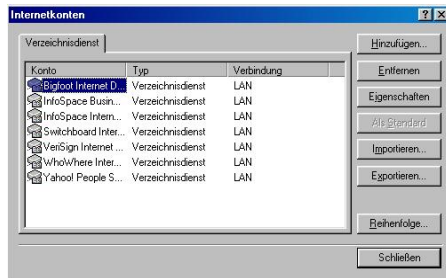 Internetkonten
Verzeichnisdienst
Konto Typ Verbindung
Bigfoot Internet D... Verzeichnisdienst LAN
InfoSpace Busin... Verzeichnisdienst LAN
InfoSpace Intern... Verzeichnisdienst LAN
Switchboard Inter... Verzeichnisdienst LAN
VeriSign Internet ... Verzeichnisdienst LAN
WhoWhere Inter... Verzeichnisdienst LAN
Yahoo! People S... Verzeichnisdienst LAN
Hinzufügen...
Entfernen
Eigenschaften
Als Standard
Importieren...
Exportieren...
Reihenfolge...
Schließen